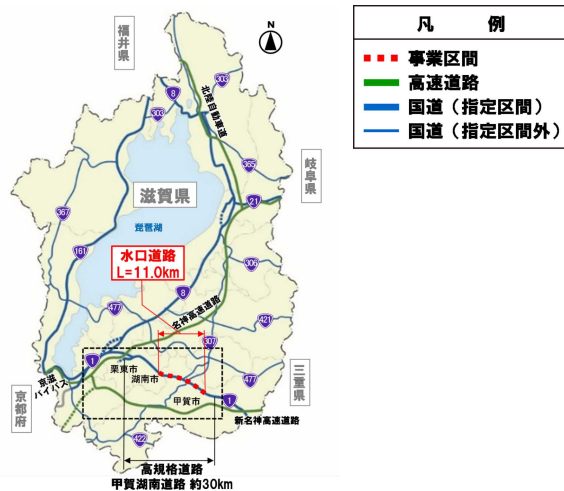 福井県
N
303
8
303
北陸自動車道
365
岐阜県
滋賀県
21
367
琵琶湖
161
水口道路
L=11.0km
306
8
477
名神高速道路
421
307
1
栗東市
湖南市
477
三重県
京滋
バイパス
甲賀市
1
京都府
新名神高速道路
422
高規格道路
甲賀湖南道路 約30km
凡 例
事業区間
高速道路
国道（指定区間）
国道（指定区間外）